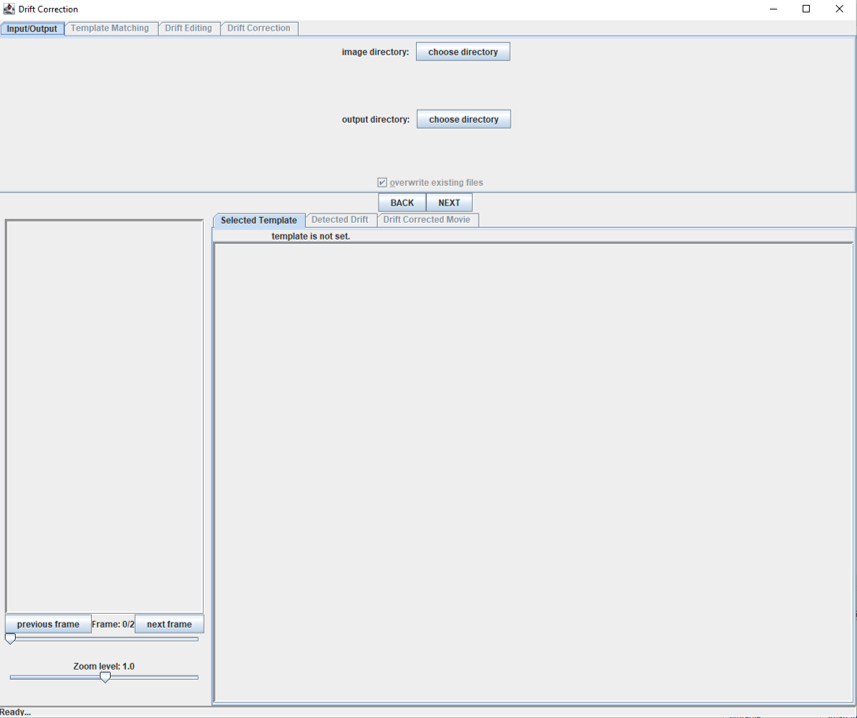 Drift Correction
Input/Output Template Matching Drift Editing Drift Correction
image directory: choose directory
output directory: choose directory
overwrite existing files
BACK NEXT
Selected Template Detected Drift Drift Corrected Movie
template is not set.
previous frame Frame: 0/2 next frame
Zoom level: 1.0
Ready...